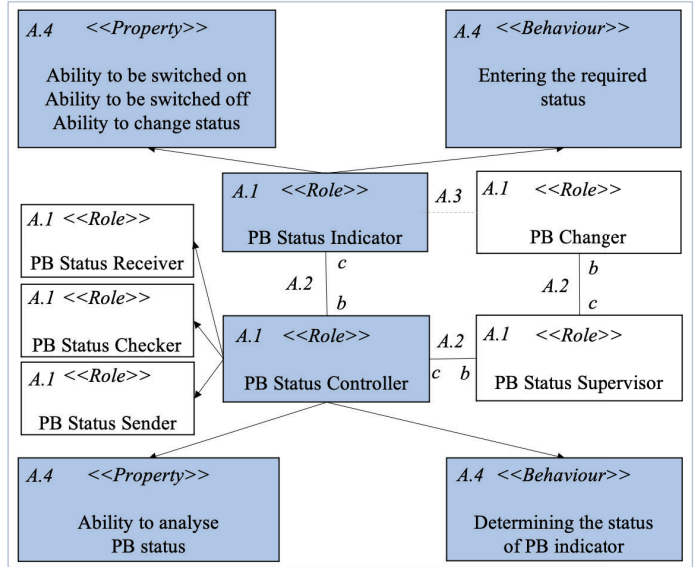 A.4 <<Property>>
Ability to be switched on
Ability to be switched off
Ability to change status
A.4 <<Behaviour>>
Entering the required
status
A.1 <<Role>>
PB Status Indicator
A.3
A.1 <<Role>>
PB Changer
A.1 <<Role>>
PB Status Receiver
A.1 <<Role>>
PB Status Checker
A.1 <<Role>>
PB Status Sender
c
A.2
b
b
A.2
c
A.1 <<Role>>
PB Status Controller
A.2
c b
A.1 <<Role>>
PB Status Supervisor
A.4 <<Property>>
Ability to analyse
PB status
A.4 <<Behaviour>>
Determining the status
of PB indicator